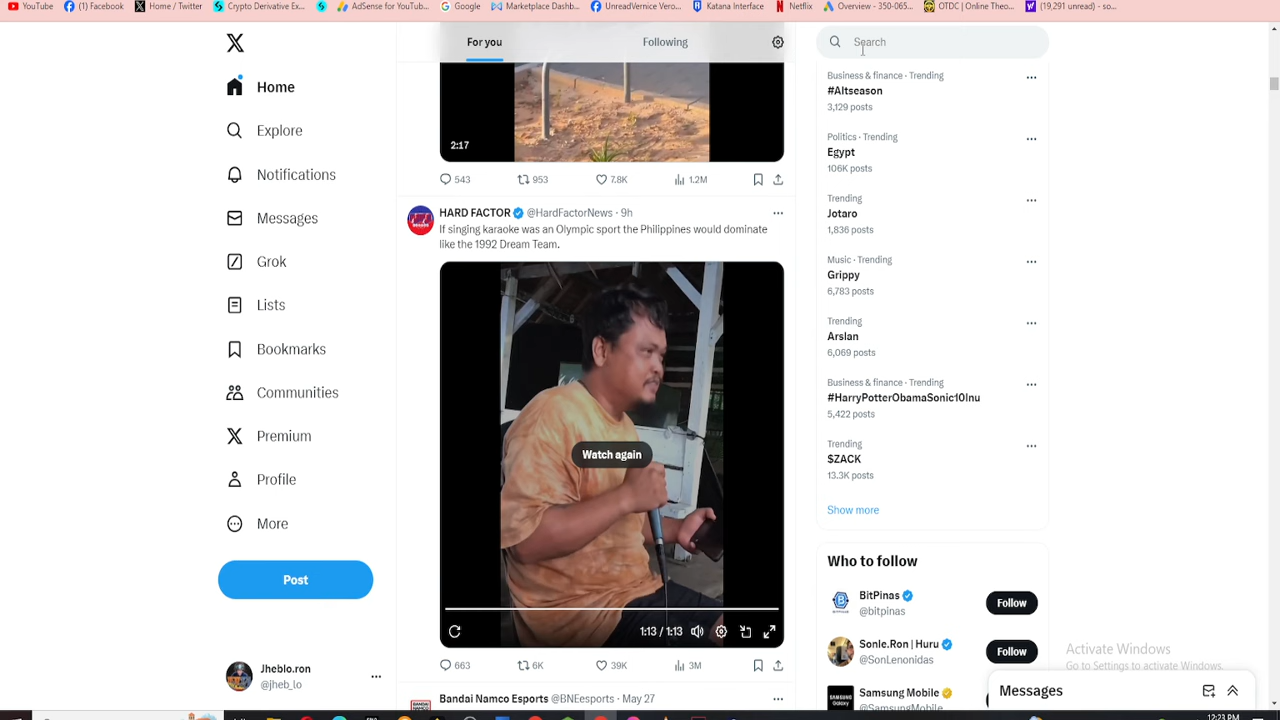 YouTube
(1) Facebook
Home / Twitter
Crypto Derivative Ex...
AdSense for YouTub...
Google
Marketplace Dashb...
UnreadVernice Vero...
Katana Interface
Netflix
Overview - 350-065...
OTDC | Online Theo...
(19,291 unread) - so...
Home
Explore
Notifications
Messages
Grok
Lists
Bookmarks
Communities
Premium
Profile
More
Post
Jheblo.ron
@jheb_lo
For you
Following
2:17
543
953
7.8K
1.2M
HARD FACTOR @HardFactorNews · 9h
If singing karaoke was an Olympic sport the Philippines would dominate
like the 1992 Dream Team.
Watch again
1:13 / 1:13
663
6K
39K
3M
Bandai Namco Esports @BNEesports · May 27
Search
Business & finance · Trending
#Altseason
3,129 posts
Politics · Trending
Egypt
106K posts
Trending
Jotaro
1,836 posts
Music · Trending
Grippy
6,783 posts
Trending
Arslan
6,069 posts
Business & finance · Trending
#HarryPotterObamaSonic10Inu
5,422 posts
Trending
$ZACK
13.3K posts
Show more
Who to follow
BitPinas
@bitpinas
Follow
Sonle.Ron | Huru
@SonLenonidas
Follow
Samsung Mobile
@SamsungMobile
Activate Windows
Go to Settings to activate Windows.
Messages
12:23 PM